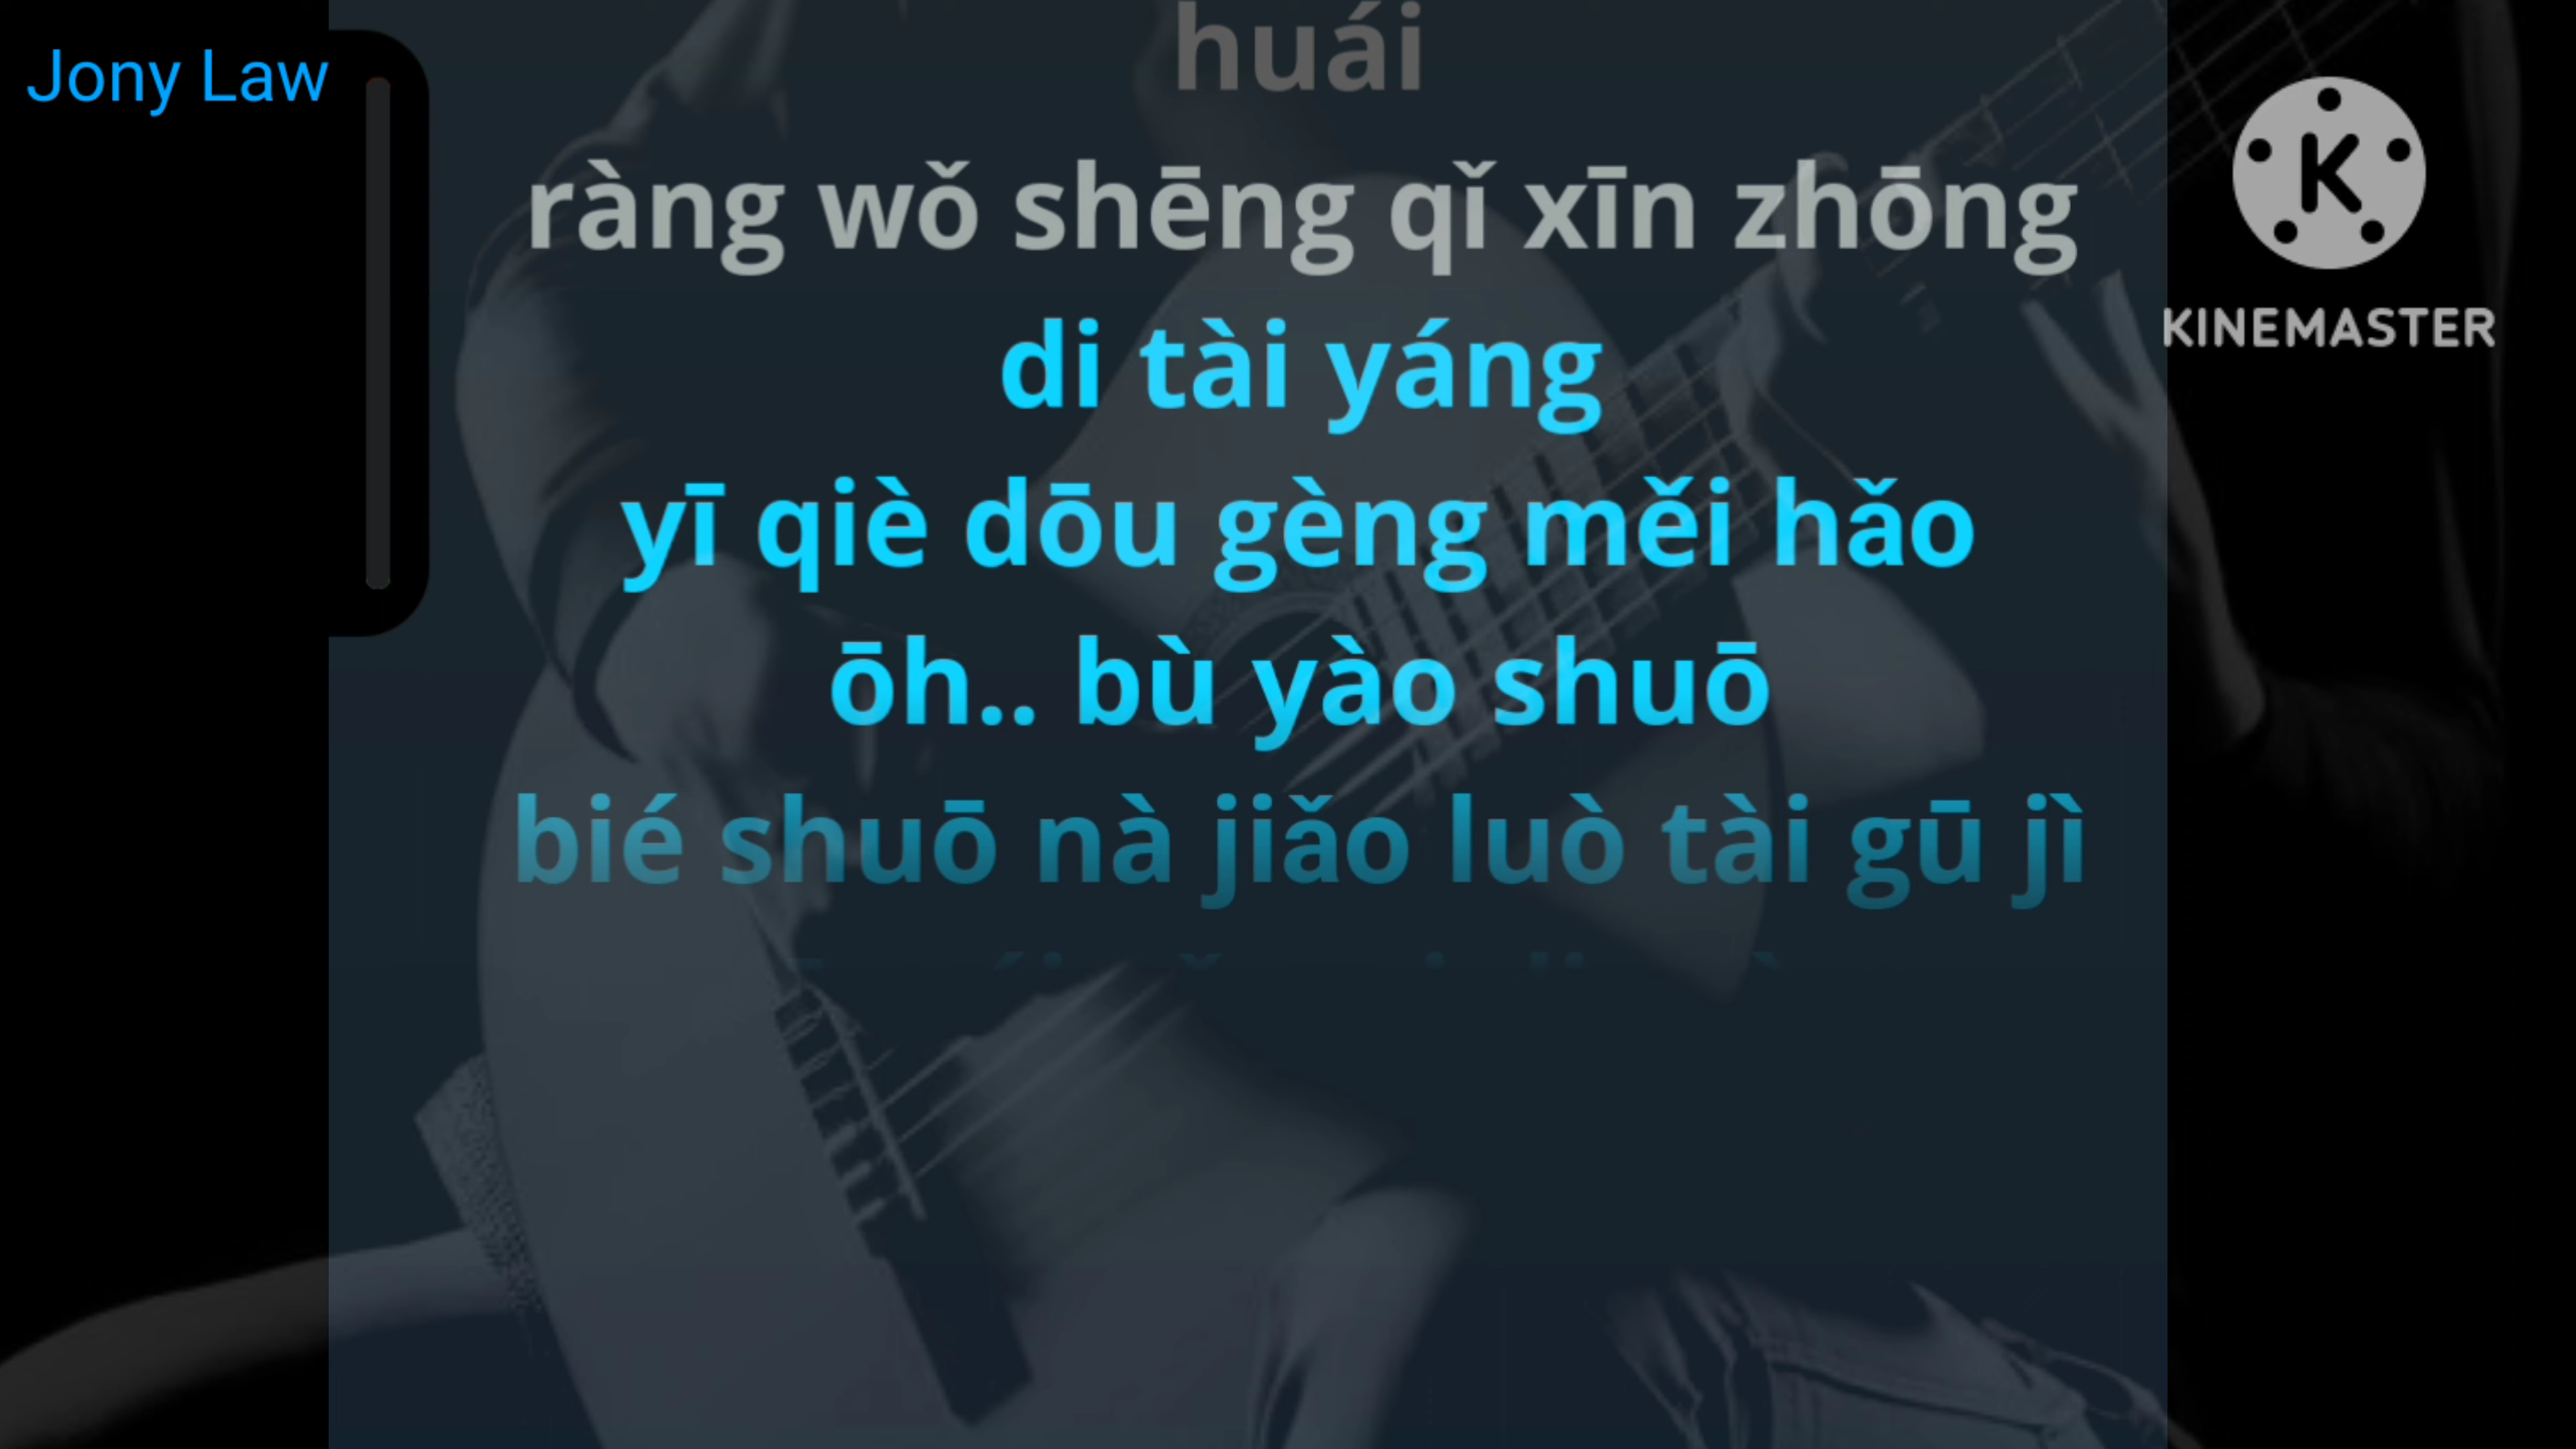 Jony Law
huái
ràng wǒ shēng qǐ xīn zhōng
di tài yáng
yī qiè dōu gèng měi hǎo
ōh.. bù yào shuō
bié shuō nà jiǎo luò tài gū jì
K
KINEMASTER